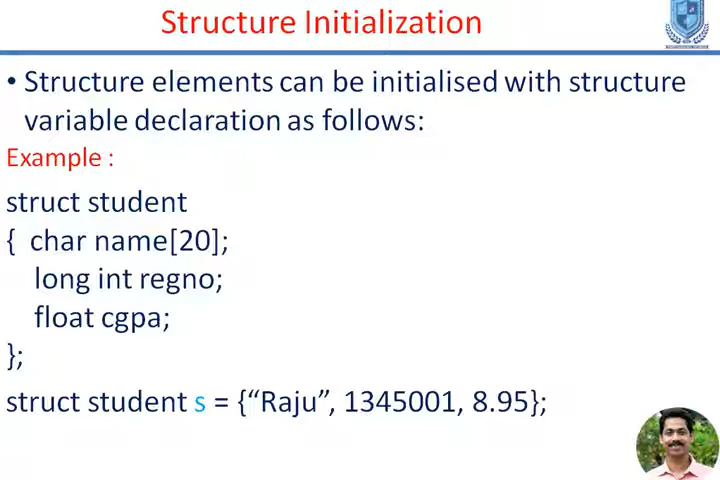 Structure Initialization
• Structure elements can be initialised with structure
variable declaration as follows:
Example :
struct student
{ char name[20];
long int regno;
float cgpa;
};
struct student s = {“Raju”, 1345001, 8.95};